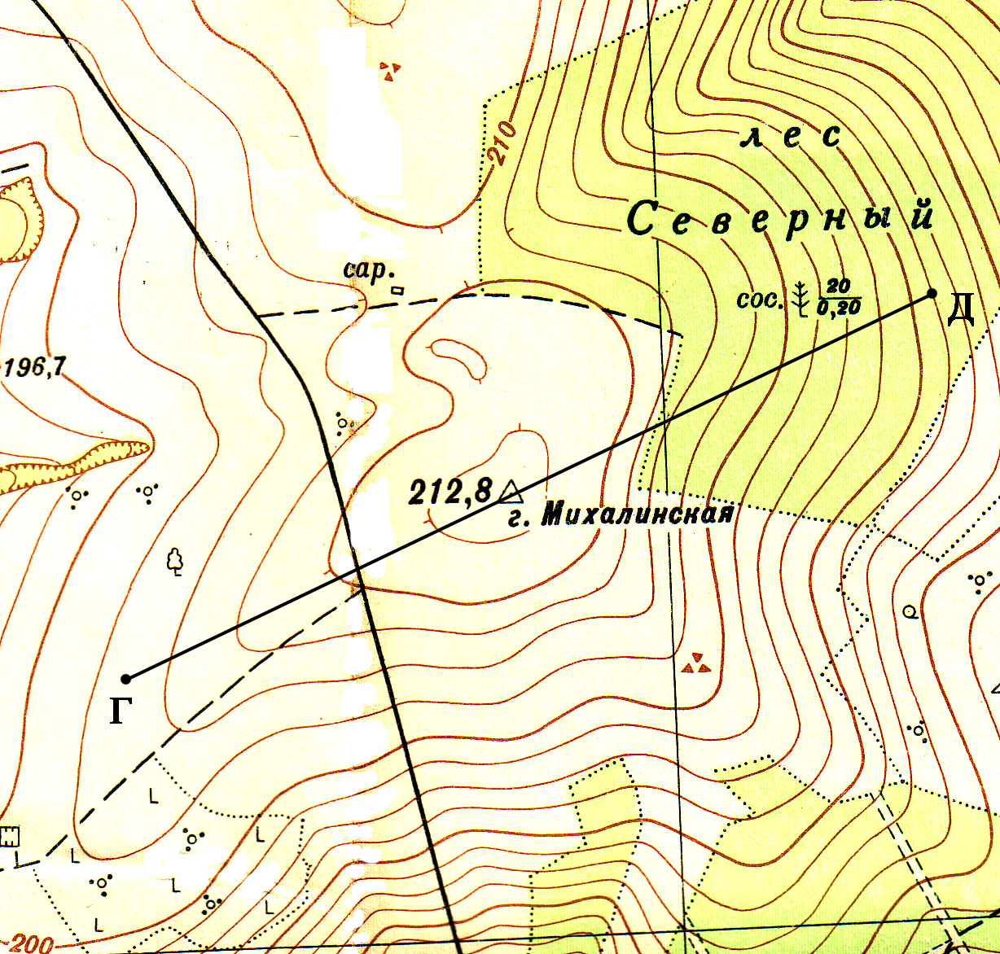 210
лес
Северный
сар.
сос. 20
0,20
Д
196,7
212,8
г. Михалинская
Г
200